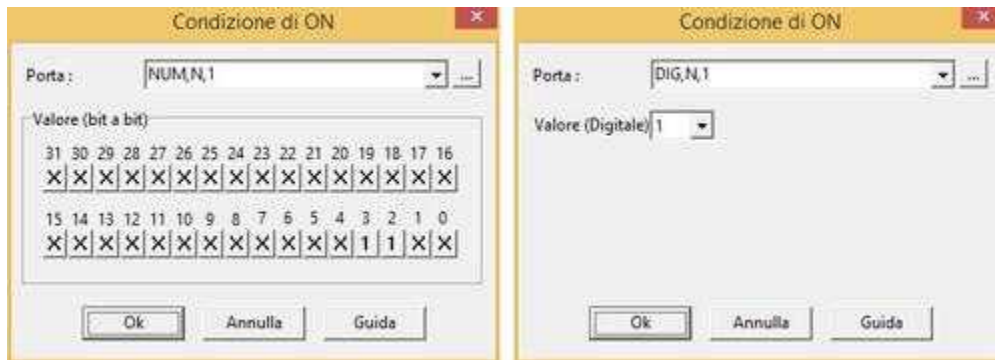 Condizione di ON
Porta : NUM,N,1 ...
Valore (bit a bit)
31 30 29 28 27 26 25 24 23 22 21 20 19 18 17 16
X X X X X X X X X X X X X X X X
15 14 13 12 11 10 9 8 7 6 5 4 3 2 1 0
X X X X X X X X X X X X 1 1 X X
Ok Annulla Guida
Condizione di ON
Porta : DIG,N,1 ...
Valore (Digitale) 1
Ok Annulla Guida